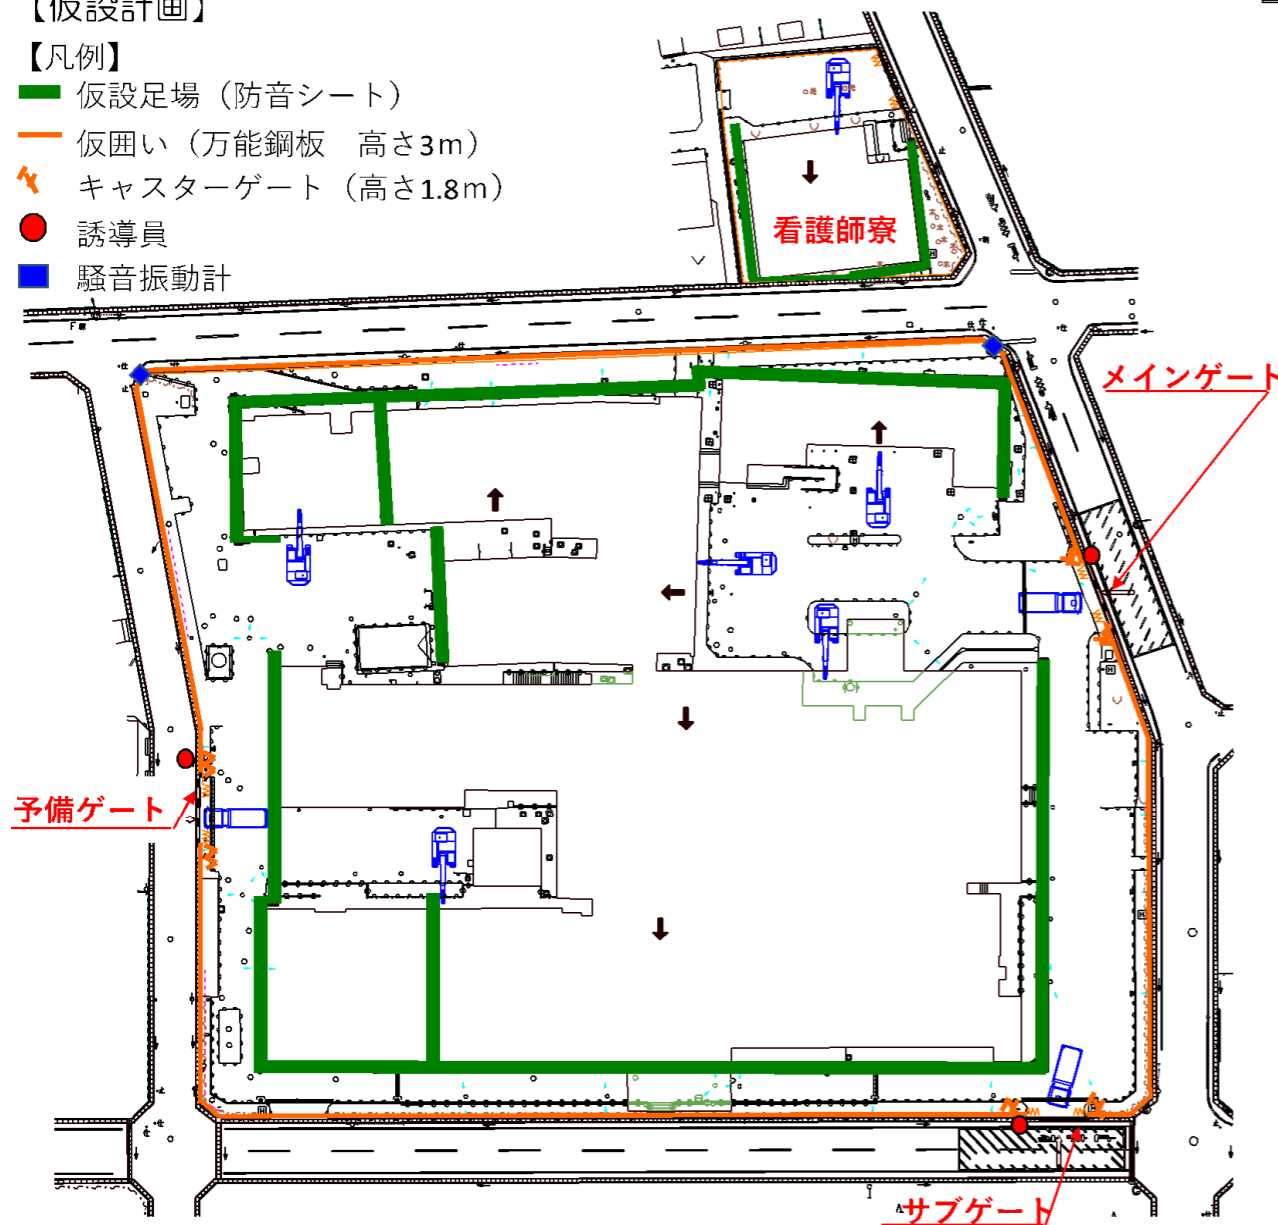 【仮設計画】
【凡例】
仮設足場（防音シート）
仮囲い（万能鋼板　高さ3ｍ）
キャスターゲート（高さ1.8ｍ）
誘導員
騒音振動計
看護師寮
メインゲート
予備ゲート
サブゲート